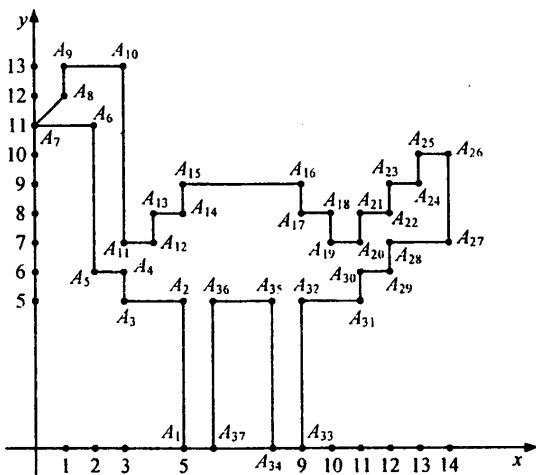 y
A₉ A₁₀
13
12 A₈
11 A₆
A₇
10 A₂₅ A₂₆
9 A₁₅ A₁₆ A₂₃ A₂₄
8 A₁₃ A₁₄ A₁₇ A₁₈ A₂₁ A₂₂
7 A₁₁ A₁₂ A₁₉ A₂₀ A₂₈ A₂₇
6 A₅ A₄ A₃₀ A₂₉
5 A₃ A₂ A₃₆ A₃₅ A₃₂ A₃₁
A₁ A₃₇ A₃₄ A₃₃ x
1 2 3 5 9 10 11 12 13 14